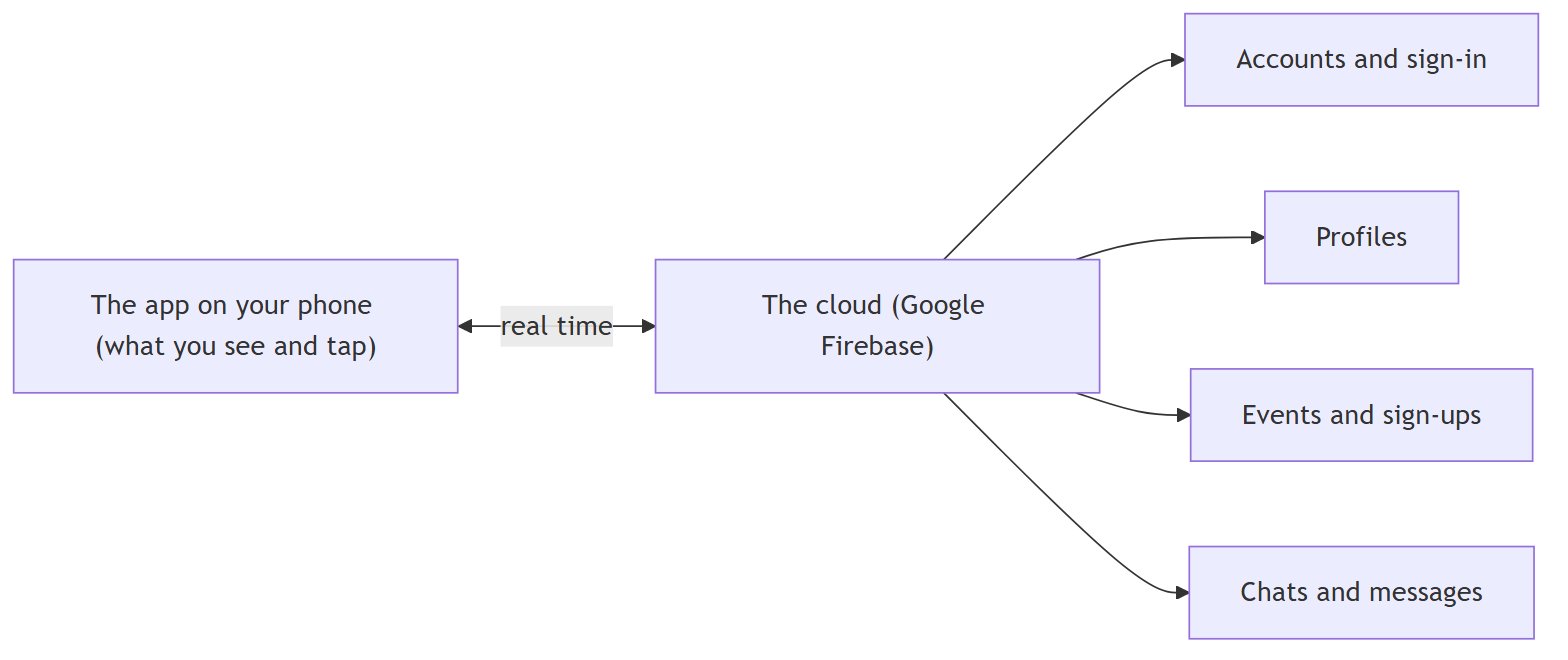 The app on your phone
(what you see and tap)
real time
The cloud (Google
Firebase)
Accounts and sign-in
Profiles
Events and sign-ups
Chats and messages